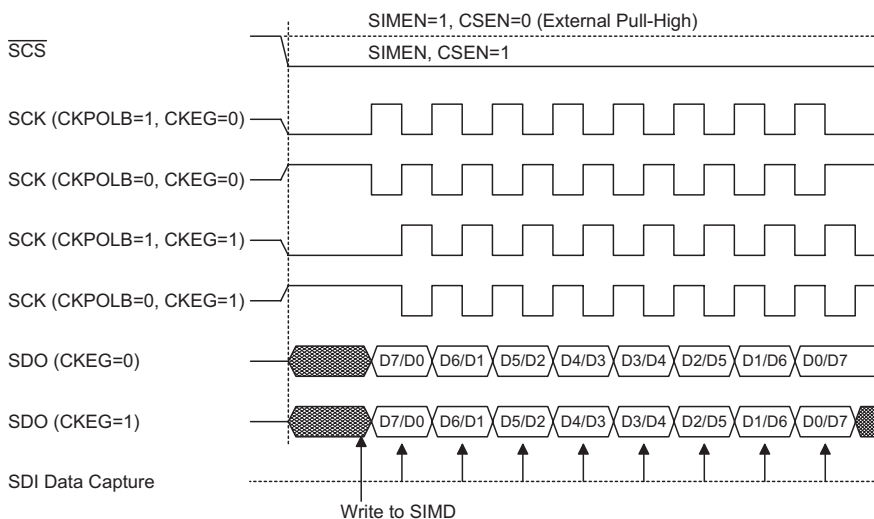 SIMEN=1, CSEN=0 (External Pull-High)
SCS
SIMEN, CSEN=1
SCK (CKPOLB=1, CKEG=0)
SCK (CKPOLB=0, CKEG=0)
SCK (CKPOLB=1, CKEG=1)
SCK (CKPOLB=0, CKEG=1)
SDO (CKEG=0) D7/D0 D6/D1 D5/D2 D4/D3 D3/D4 D2/D5 D1/D6 D0/D7
SDO (CKEG=1) D7/D0 D6/D1 D5/D2 D4/D3 D3/D4 D2/D5 D1/D6 D0/D7
SDI Data Capture
Write to SIMD